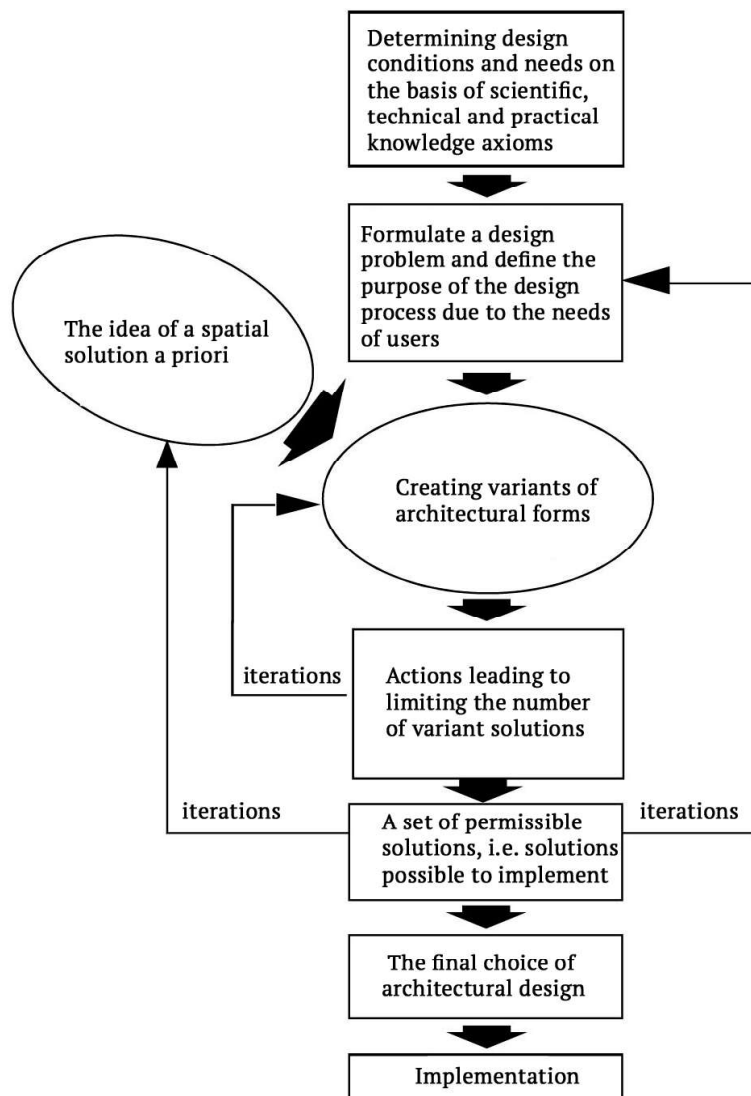 Determining design
conditions and needs on
the basis of scientific,
technical and practical
knowledge axioms
Formulate a design
problem and define the
purpose of the design
process due to the needs
of users
The idea of a spatial
solution a priori
Creating variants of
architectural forms
iterations
Actions leading to
limiting the number
of variant solutions
iterations
A set of permissible
solutions, i.e. solutions
possible to implement
iterations
The final choice of
architectural design
Implementation